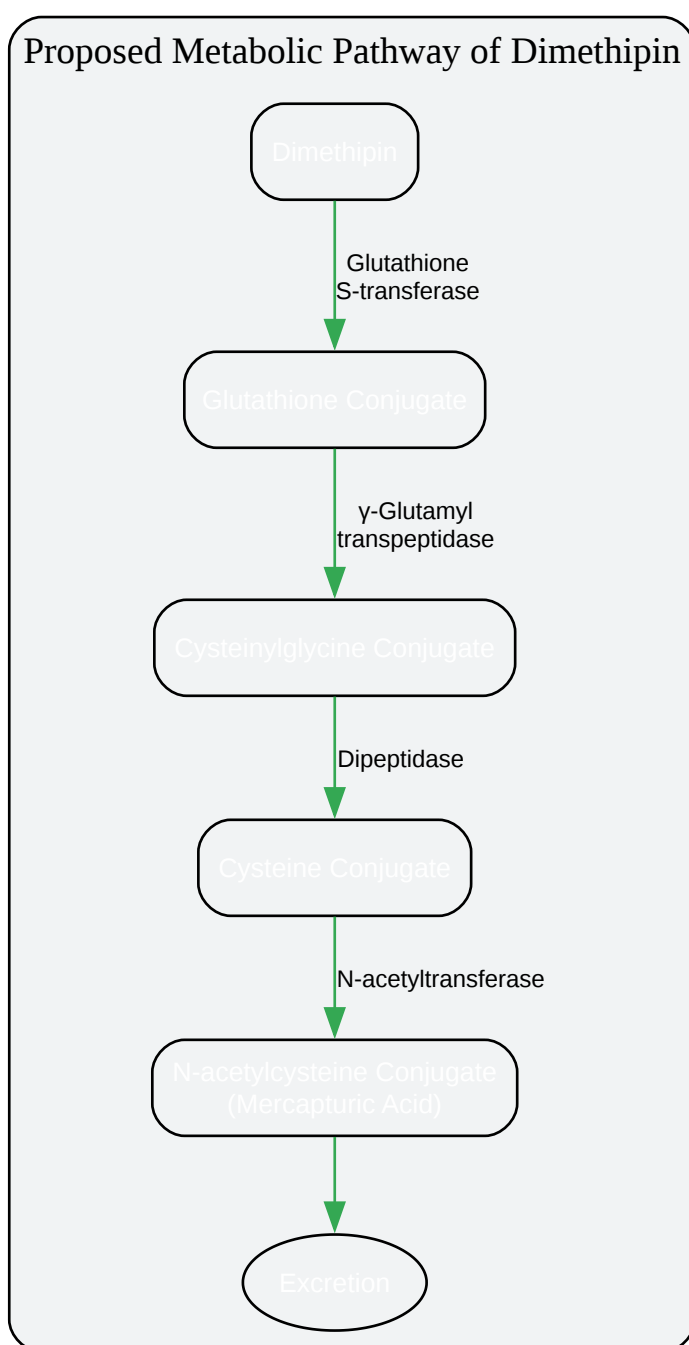 Proposed Metabolic Pathway of Dimethipin
Dimethipin
Glutathione
S-transferase
Glutathione Conjugate
γ-Glutamyl
transpeptidase
Cysteinylglycine Conjugate
Dipeptidase
Cysteine Conjugate
N-acetyltransferase
N-acetylcysteine Conjugate
(Mercapturic Acid)
Excretion